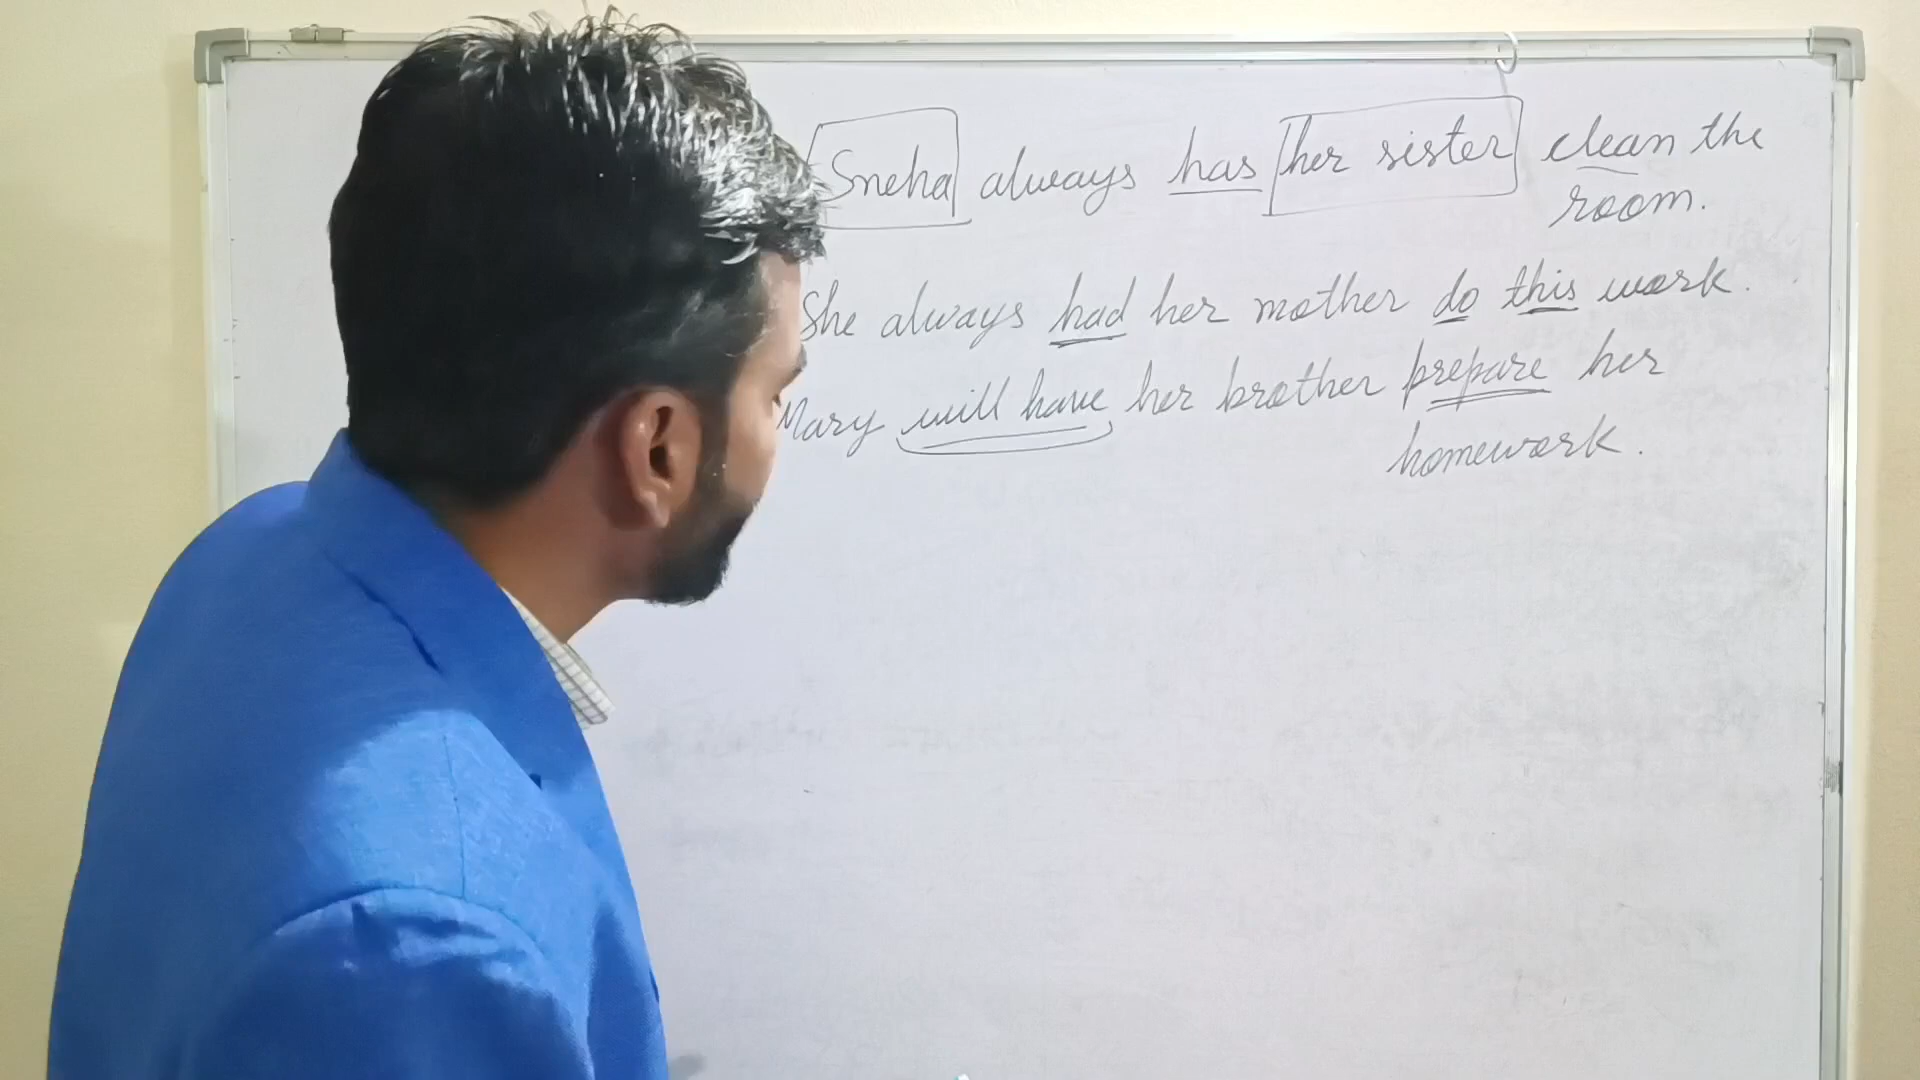 Sneha always has her sister clean the
room.
She always had her mother do this work.
Mary will have her brother prepare her
homework.